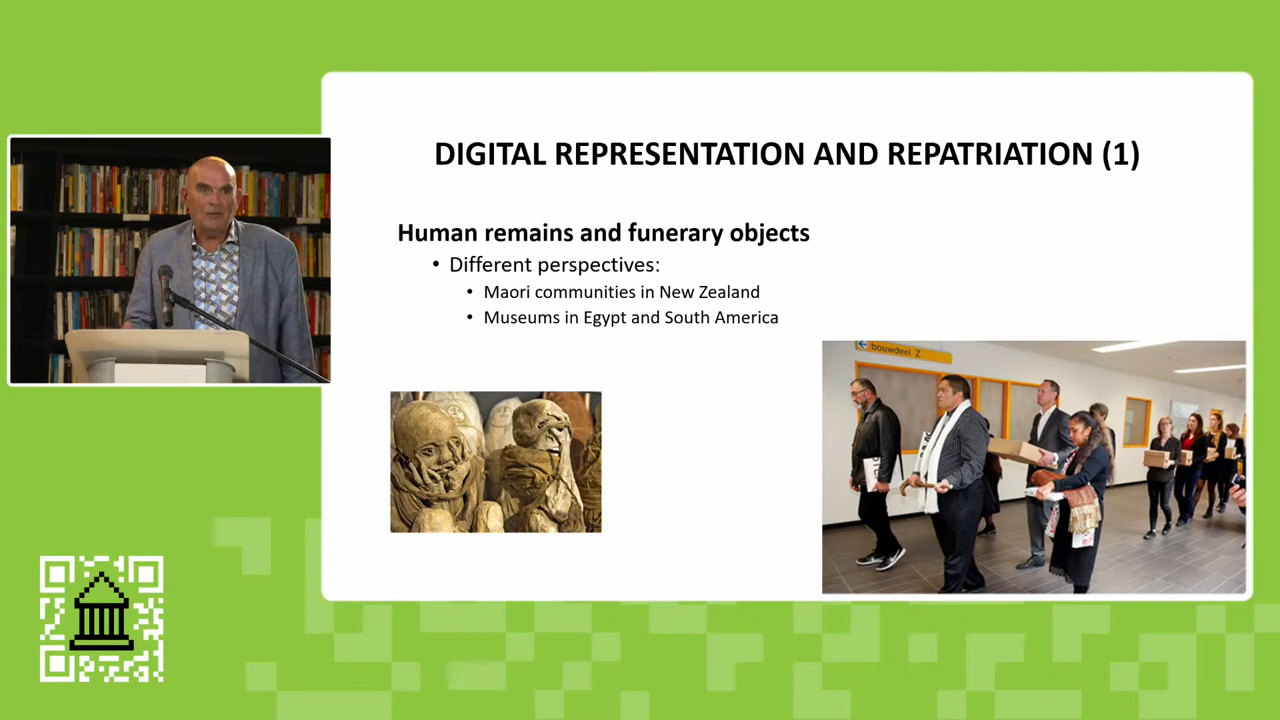 DIGITAL REPRESENTATION AND REPATRIATION (1)
Human remains and funerary objects
• Different perspectives:
• Maori communities in New Zealand
• Museums in Egypt and South America
bouwdeel 2